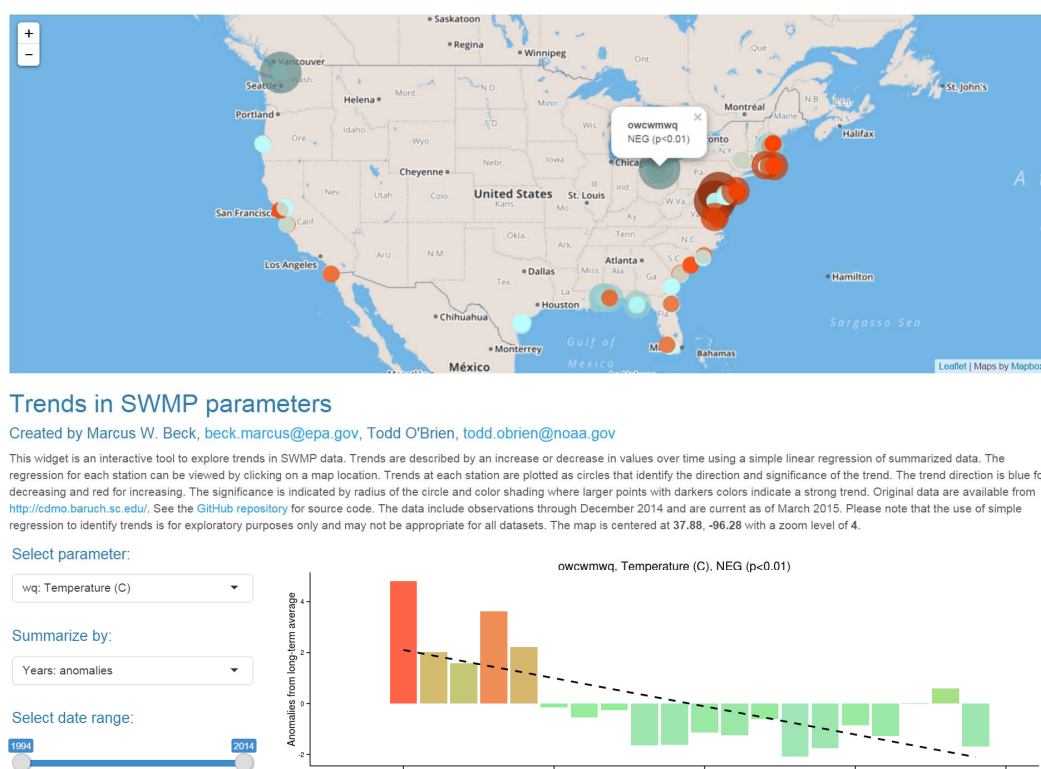 +
−
Saskatoon
Regina
Winnipeg
Vancouver
Seattle
Wash
Portland
Helena
Mont.
N.D.
Minn.
Ont.
Que
Montréal
N.B.
P.E.I.
St. John's
Maine
N.S.
Halifax
Ore.
Idaho
Wyo.
S.D.
Wis.
owcwmwq
NEG (p<0.01)
×
ronto
N.Y.
Chica
Cheyenne
Nebr.
Iowa
Pa.
Nev.
Utah
Colo.
United States
Kans.
St. Louis
Mo.
Ill.
Ind.
W.Va.
Va
Ky
San Francisco
Calif.
Okla.
Tenn.
N.C.
Los Angeles
Ariz.
N.M.
Ark.
Atlanta
S.C.
Dallas
Miss.
Ala.
Ga.
Hamilton
Tex.
La.
Houston
Fla.
Chihuahua
Gulf of
Mexico
Sargasso Sea
Monterrey
Mi
Bahamas
México
A
Leaflet | Maps by Mapbox
Trends in SWMP parameters
Created by Marcus W. Beck, beck.marcus@epa.gov, Todd O'Brien, todd.obrien@noaa.gov
This widget is an interactive tool to explore trends in SWMP data. Trends are described by an increase or decrease in values over time using a simple linear regression of summarized data. The
regression for each station can be viewed by clicking on a map location. Trends at each station are plotted as circles that identify the direction and significance of the trend. The trend direction is blue fo
decreasing and red for increasing. The significance is indicated by radius of the circle and color shading where larger points with darkers colors indicate a strong trend. Original data are available from
http://cdmo.baruch.sc.edu/. See the GitHub repository for source code. The data include observations through December 2014 and are current as of March 2015. Please note that the use of simple
regression to identify trends is for exploratory purposes only and may not be appropriate for all datasets. The map is centered at 37.88, -96.28 with a zoom level of 4.
Select parameter:
wq: Temperature (C)
Summarize by:
Years: anomalies
Select date range:
1994
2014
owcwmwq, Temperature (C), NEG (p<0.01)
Anomalies from long-term average
4
2
0
-2